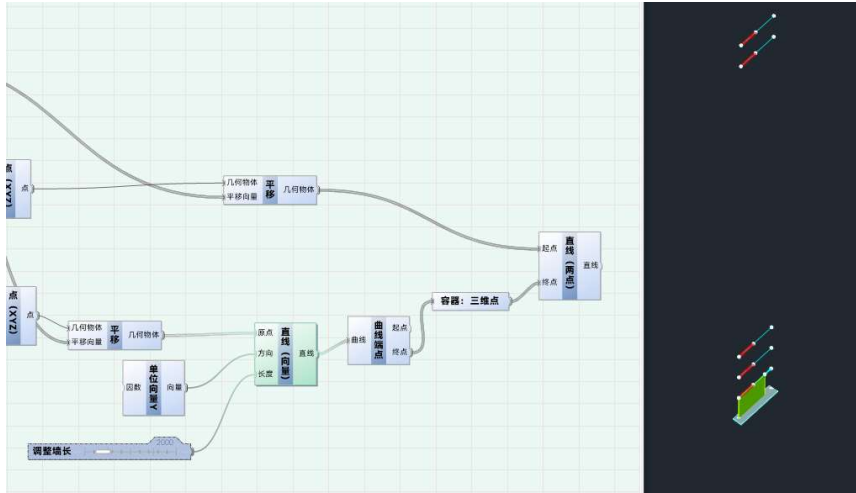 几何物体
平移向量
平移
几何物体
点（XYZ）
点
起点
终点
直线（两点）
直线
容器：三维点
点（XYZ）
点
几何物体
平移向量
平移
几何物体
原点
方向
长度
直线（向量）
直线
曲线
曲线端点
起点
终点
因数
单位向量Y
向量
调整墙长
2000